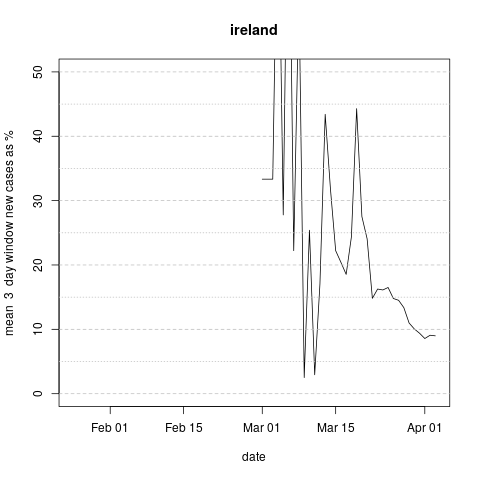 ireland
mean 3 day window new cases as %
50
40
30
20
10
0
Feb 01
Feb 15
Mar 01
Mar 15
Apr 01
date